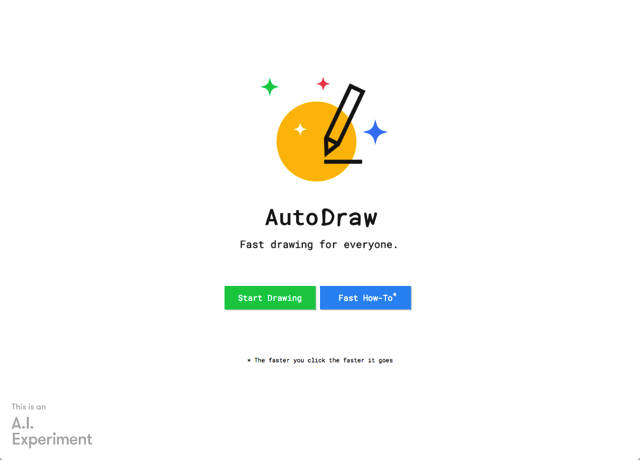 AutoDraw
Fast drawing for everyone.
Start Drawing
Fast How-To*
* The faster you click the faster it goes
This is an
A.I.
Experiment